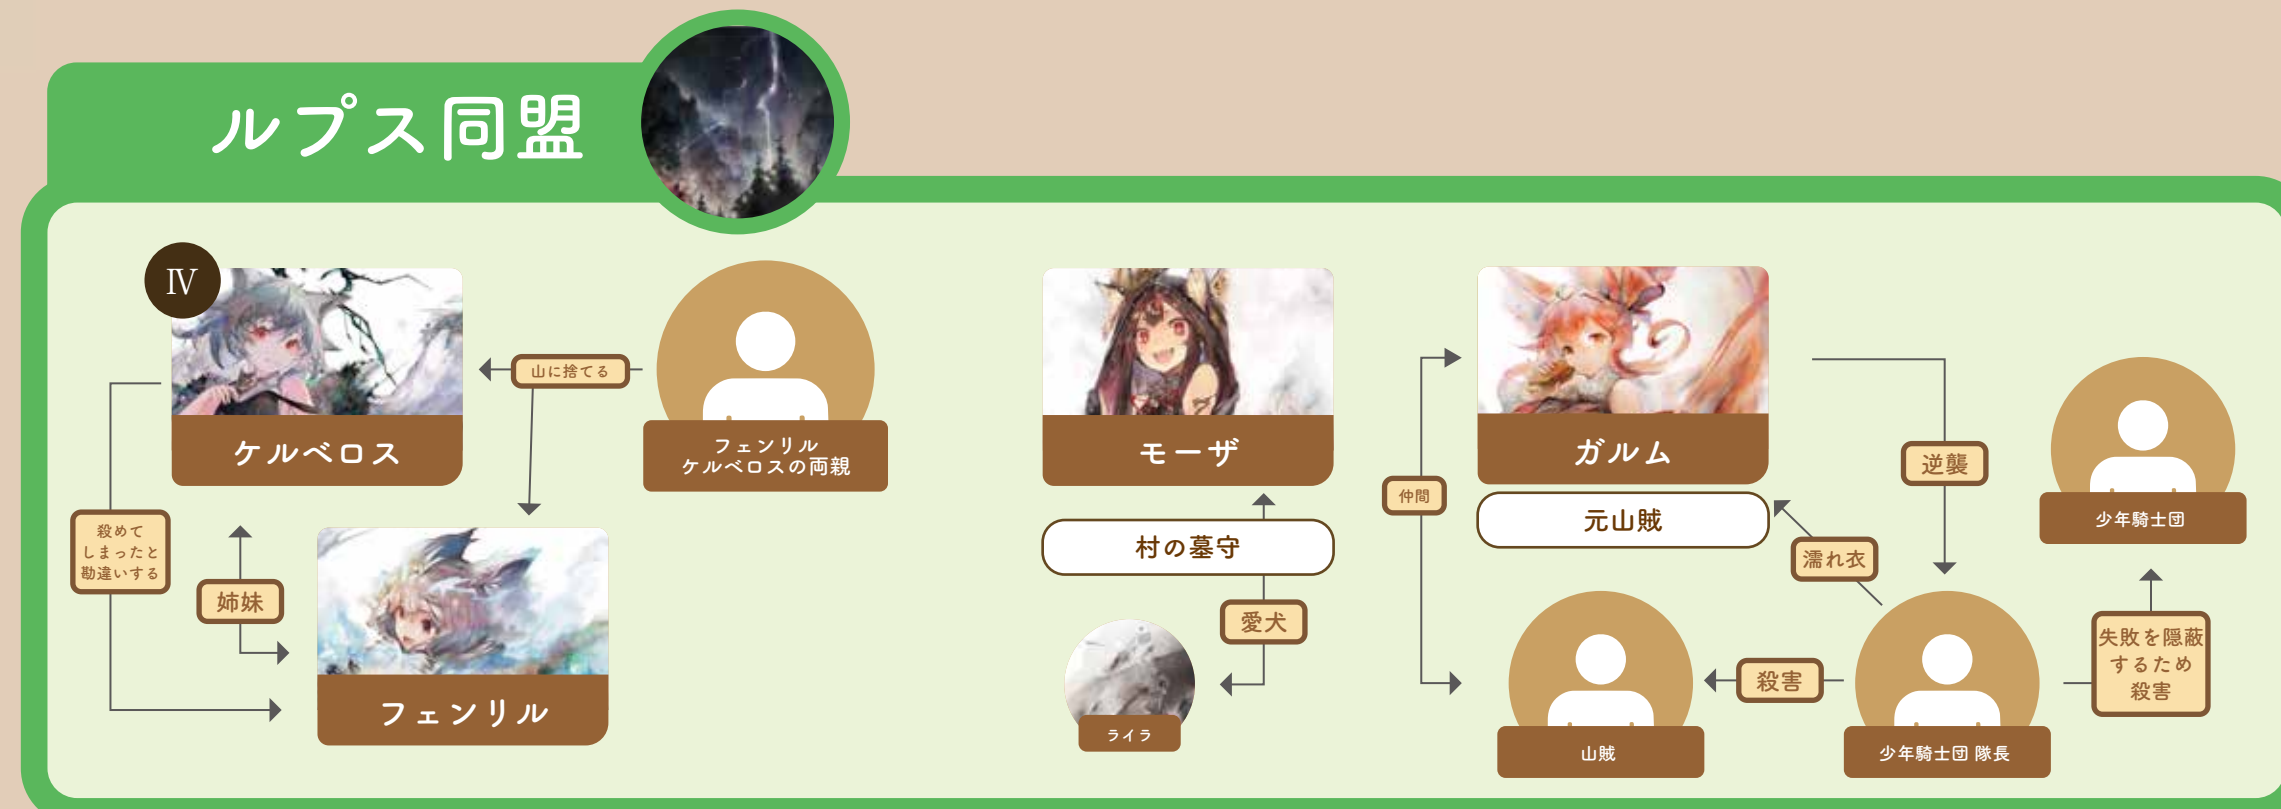 ルプス同盟
Ⅳ
ケルベロス
山に捨てる
フェンリル
ケルベロスの両親
殺めて
しまったと
勘違いする
姉妹
フェンリル
モーザ
村の墓守
愛犬
ライラ
仲間
ガルム
元山賊
逆襲
濡れ衣
少年騎士団
山賊
殺害
少年騎士団 隊長
失敗を隠蔽
するため
殺害